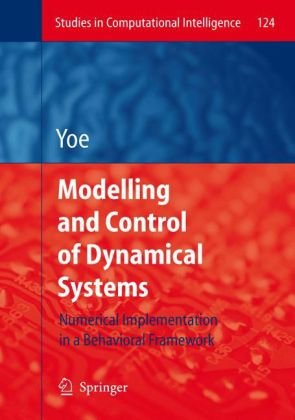 Studies in Computational Intelligence 124
Yoe
Modelling
and Control
of Dynamical
Systems
Numerical Implementation
in a Behavioral Framework
Springer